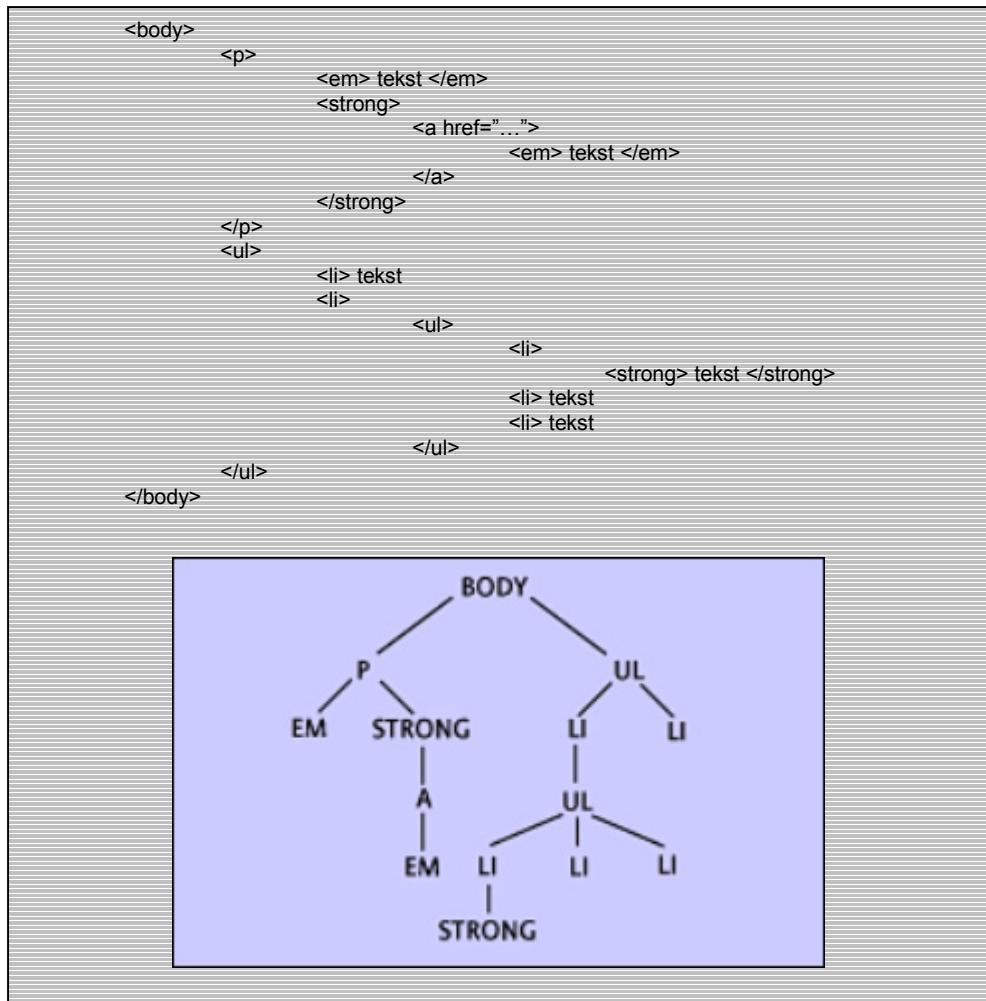 <body>
<p>
<em> tekst </em>
<strong>
<a href=”…”>
<em> tekst </em>
</a>
</strong>
</p>
<ul>
<li> tekst
<li>
<ul>
<li>
<strong> tekst </strong>
<li> tekst
<li> tekst
</ul>
</ul>
</body>
BODY
P UL
EM STRONG LI LI
A UL
EM LI LI LI
STRONG